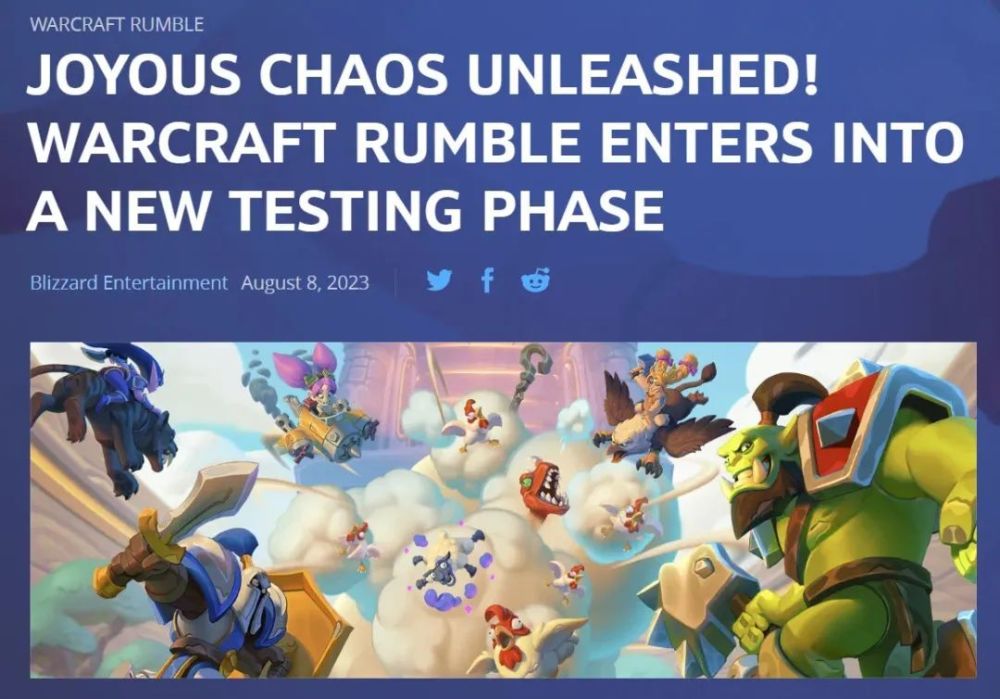 WARCRAFT RUMBLE
JOYOUS CHAOS UNLEASHED!
WARCRAFT RUMBLE ENTERS INTO
A NEW TESTING PHASE
Blizzard Entertainment August 8, 2023